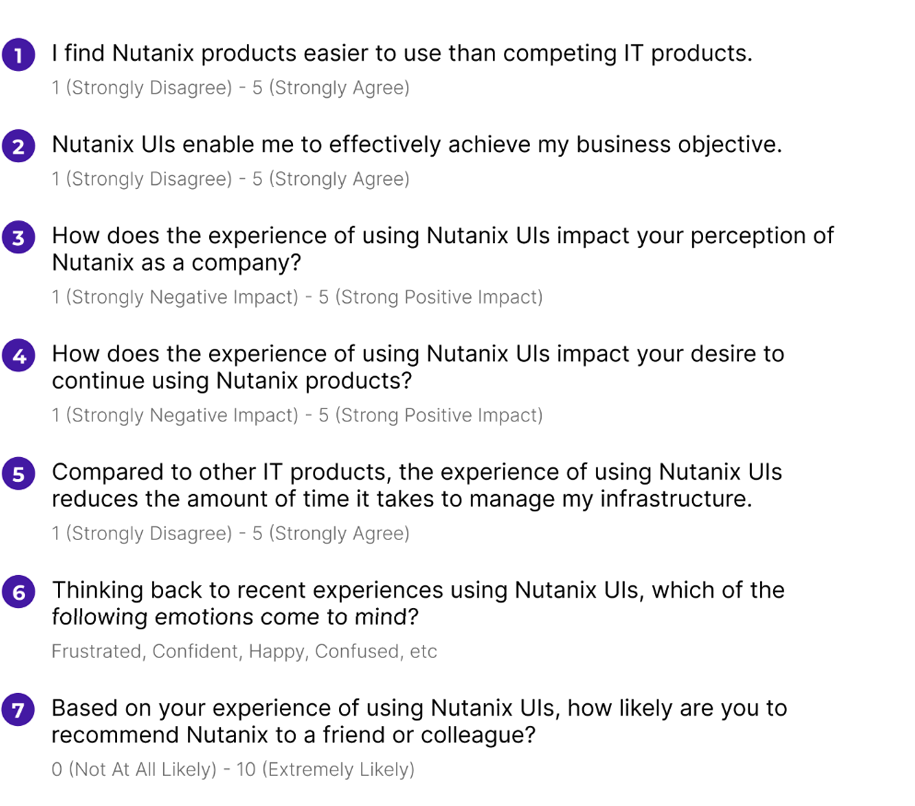 1 I find Nutanix products easier to use than competing IT products.
1 (Strongly Disagree) - 5 (Strongly Agree)
2 Nutanix UIs enable me to effectively achieve my business objective.
1 (Strongly Disagree) - 5 (Strongly Agree)
3 How does the experience of using Nutanix UIs impact your perception of
Nutanix as a company?
1 (Strongly Negative Impact) - 5 (Strong Positive Impact)
4 How does the experience of using Nutanix UIs impact your desire to
continue using Nutanix products?
1 (Strongly Negative Impact) - 5 (Strong Positive Impact)
5 Compared to other IT products, the experience of using Nutanix UIs
reduces the amount of time it takes to manage my infrastructure.
1 (Strongly Disagree) - 5 (Strongly Agree)
6 Thinking back to recent experiences using Nutanix UIs, which of the
following emotions come to mind?
Frustrated, Confident, Happy, Confused, etc
7 Based on your experience of using Nutanix UIs, how likely are you to
recommend Nutanix to a friend or colleague?
0 (Not At All Likely) - 10 (Extremely Likely)